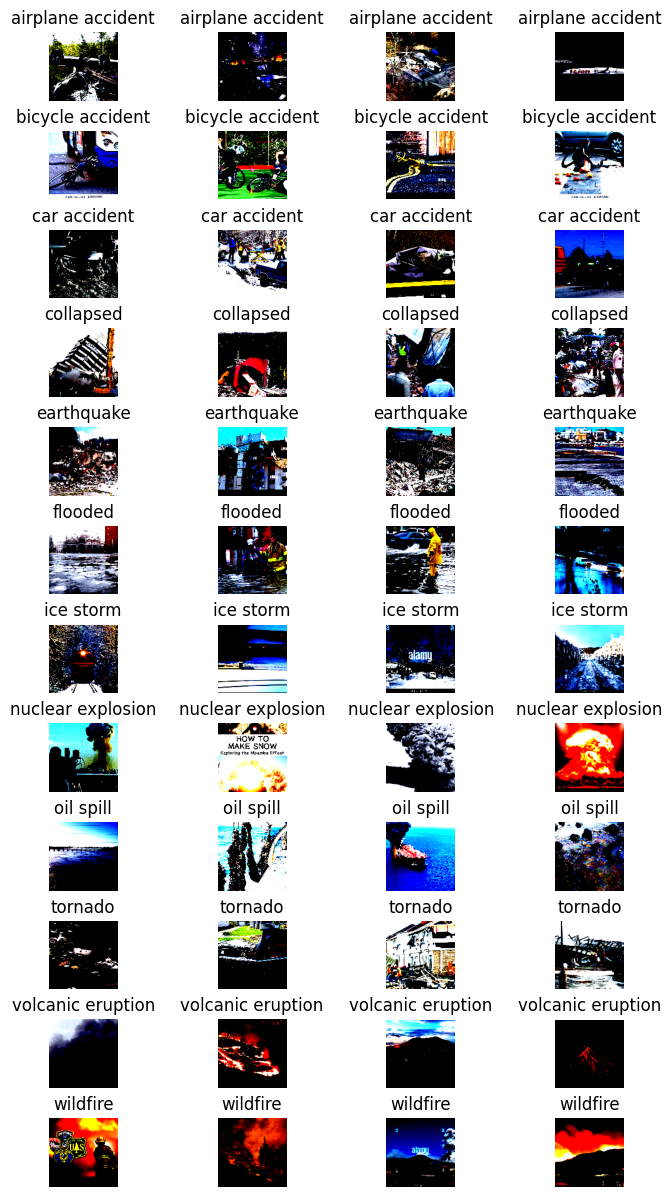 airplane accident airplane accident airplane accident airplane accident
Lion
bicycle accident bicycle accident bicycle accident bicycle accident
car accident car accident car accident car accident
collapsed collapsed collapsed collapsed
earthquake earthquake earthquake earthquake
flooded flooded flooded flooded
ice storm ice storm ice storm ice storm
alamy
nuclear explosion nuclear explosion nuclear explosion nuclear explosion
HOW TO
MAKE SNOW
Exploring the Mpemba Effect
oil spill oil spill oil spill oil spill
tornado tornado tornado tornado
volcanic eruption volcanic eruption volcanic eruption volcanic eruption
wildfire wildfire wildfire wildfire
alamy